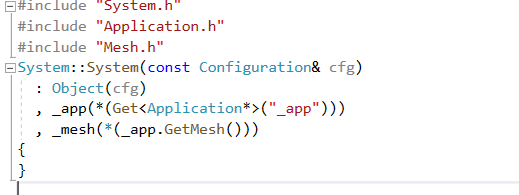 #include "System.h"
#include "Application.h"
#include "Mesh.h"
System::System(const Configuration& cfg)
: Object(cfg)
, _app(*(Get<Application*>("_app")))
, _mesh(*(_app.GetMesh()))
{
}